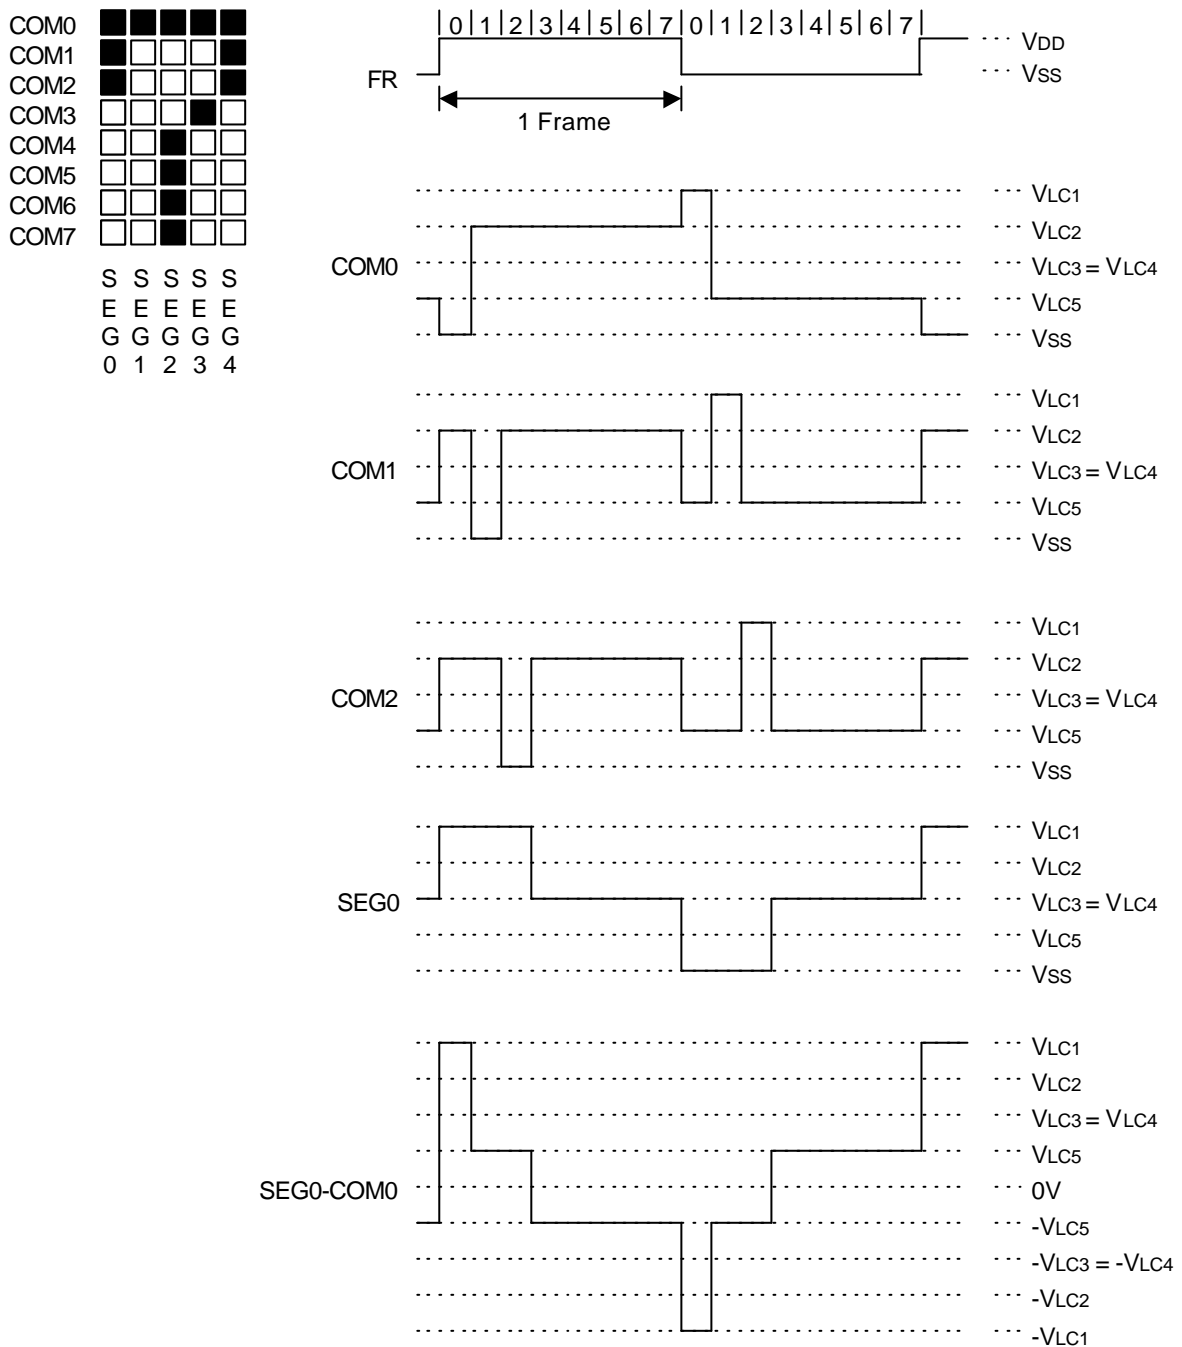 COM0
COM1
COM2
COM3
COM4
COM5
COM6
COM7
S S S S S
E E E E E
G G G G G
0 1 2 3 4
0 1 2 3 4 5 6 7 0 1 2 3 4 5 6 7
FR
VDD
VSS
1 Frame
COM0
VLC1
VLC2
VLC3 = VLC4
VLC5
VSS
COM1
VLC1
VLC2
VLC3 = VLC4
VLC5
VSS
COM2
VLC1
VLC2
VLC3 = VLC4
VLC5
VSS
SEG0
VLC1
VLC2
VLC3 = VLC4
VLC5
VSS
SEG0-COM0
VLC1
VLC2
VLC3 = VLC4
VLC5
0V
-VLC5
-VLC3 = -VLC4
-VLC2
-VLC1